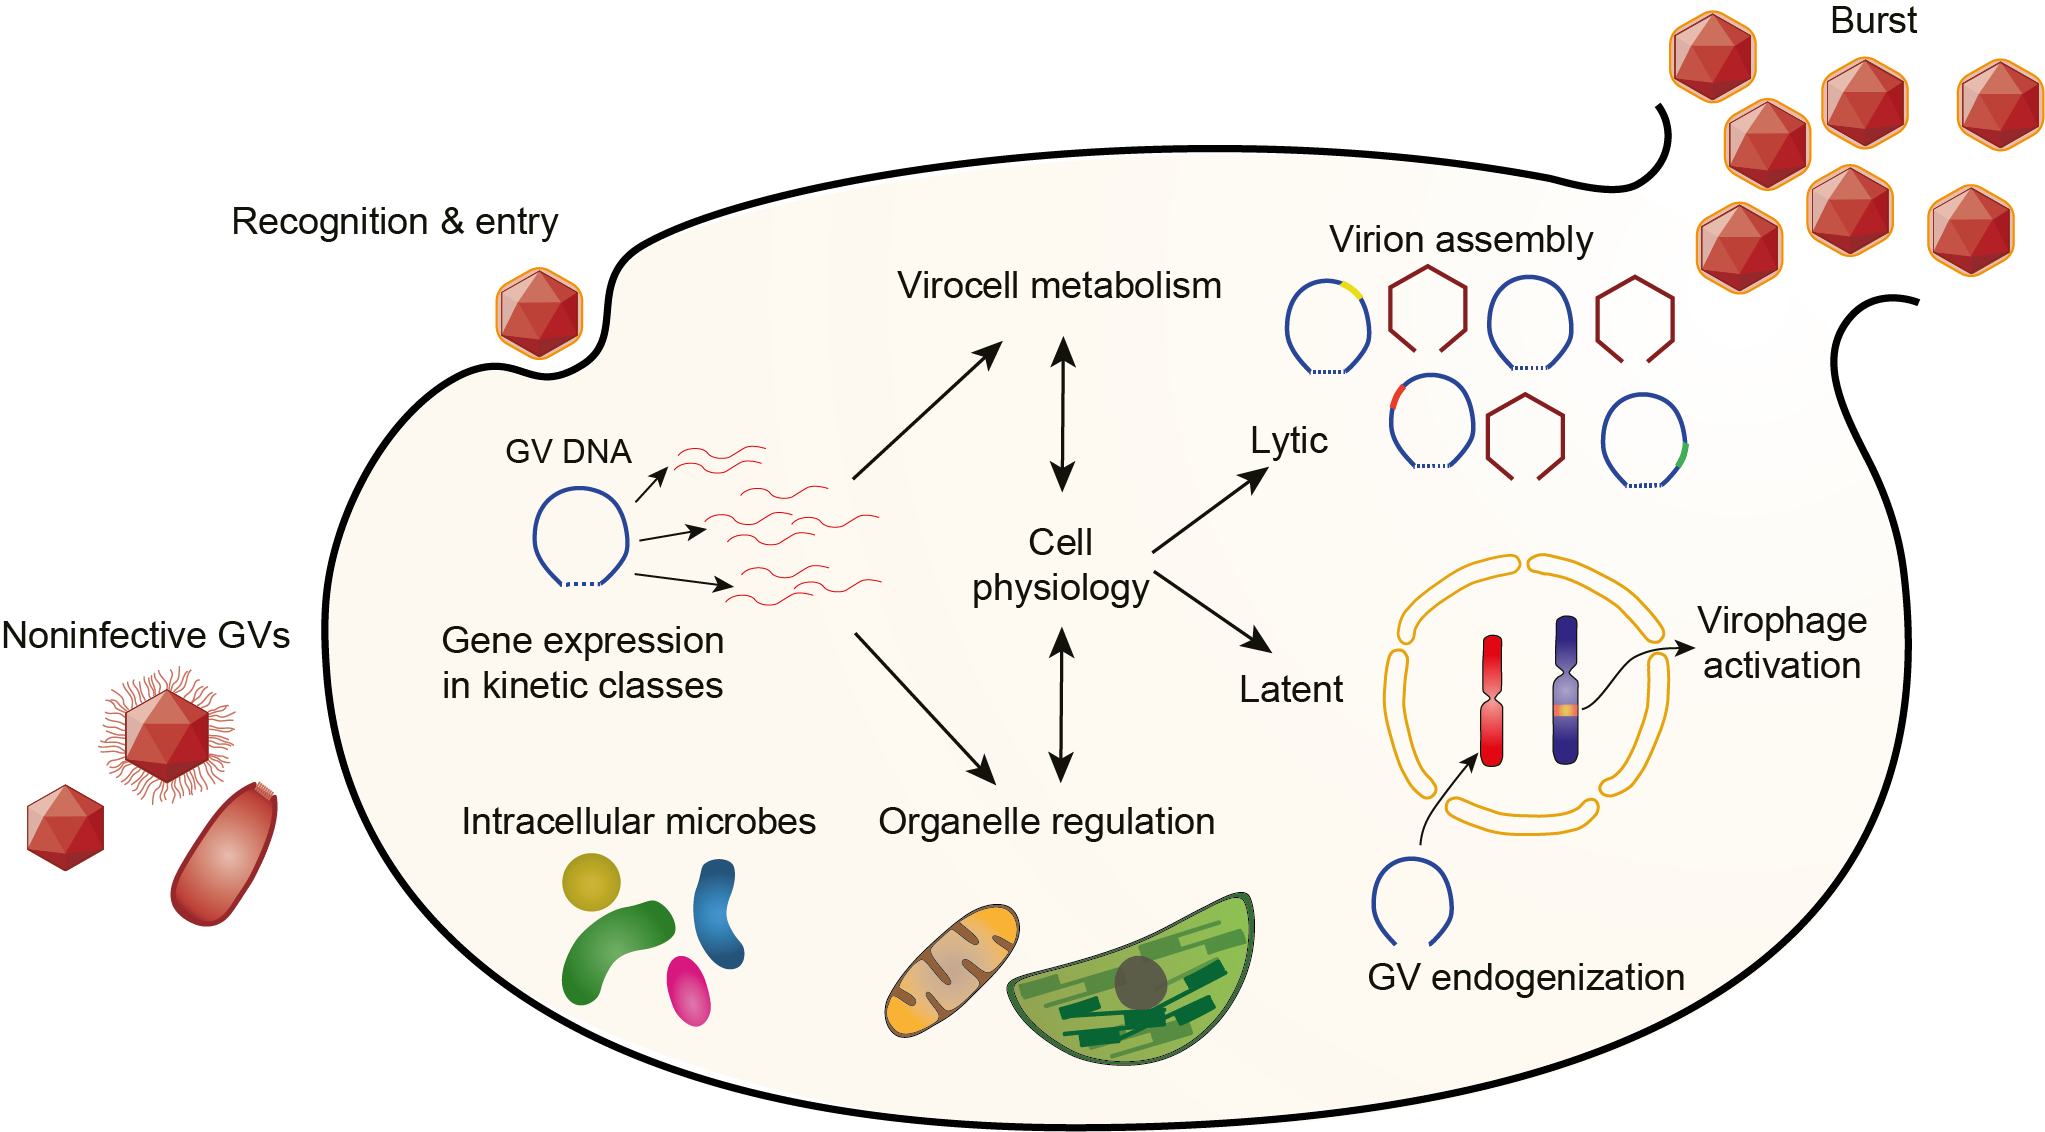 Burst
Recognition & entry
Virion assembly
Virocell metabolism
Lytic
GV DNA
Cell
physiology
Noninfective GVs
Gene expression
in kinetic classes
Virophage
activation
Latent
Intracellular microbes
Organelle regulation
GV endogenization